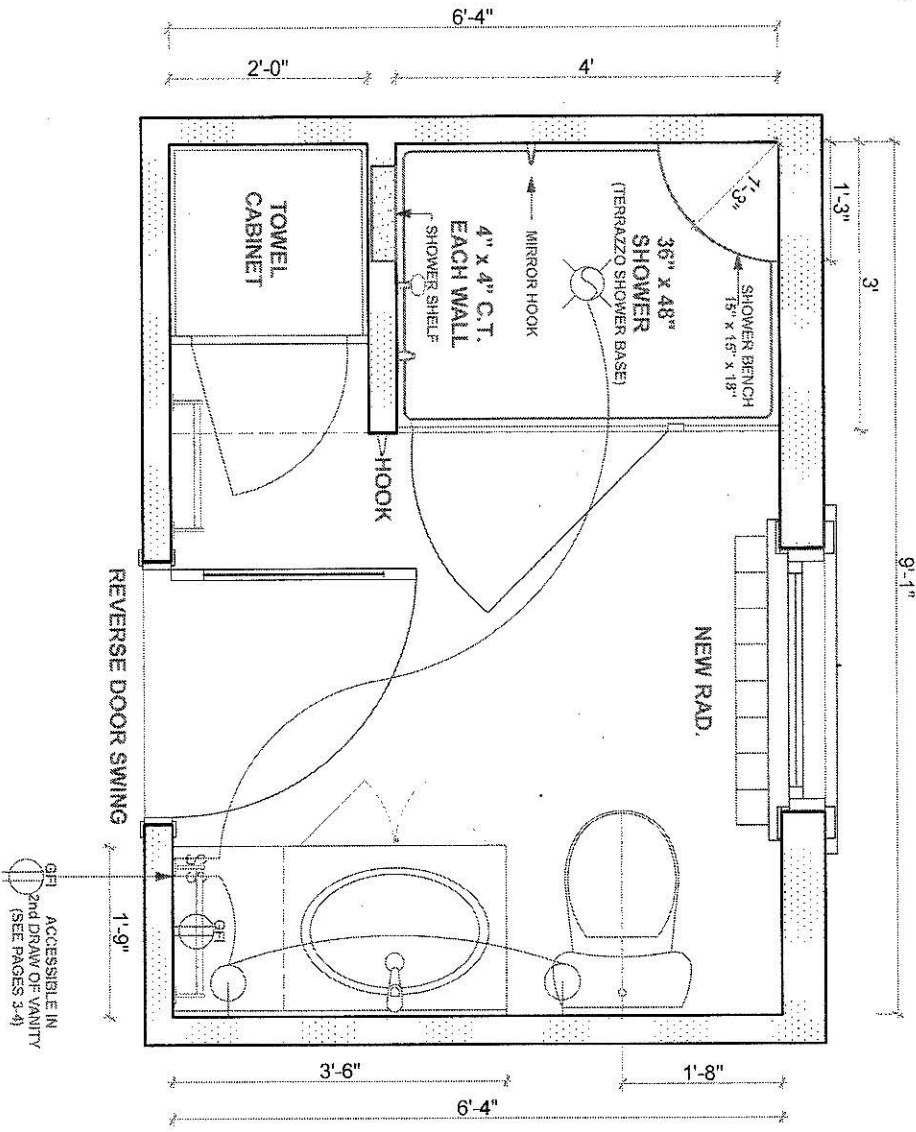 6'-4"
2'-0"
4'
1'-3"
3'
9'-1"
1'-3"
SHOWER BENCH
15" x 15" x 18"
36" x 48"
SHOWER
(TERRAZZO SHOWER BASE)
MIRROR HOOK
4" x 4" C.T.
EACH WALL
SHOWER SHELF
TOWEL
CABINET
HOOK
NEW RAD.
REVERSE DOOR SWING
S S
GFI
GFI
ACCESSIBLE IN
2nd DRAW OF VANITY
(SEE PAGES 3-4)
1'-9"
3'-6"
1'-8"
6'-4"